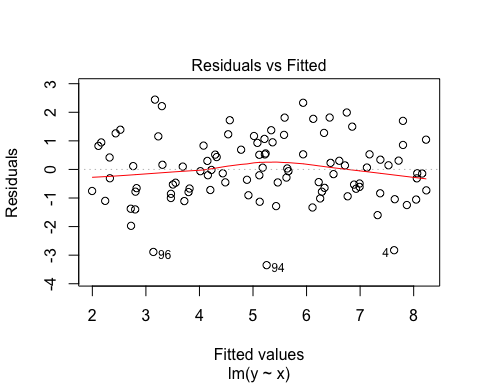 Residuals vs Fitted
Residuals
3
2
1
0
-1
-2
-3
-4
96
94
4
2 3 4 5 6 7 8
Fitted values
lm(y ~ x)